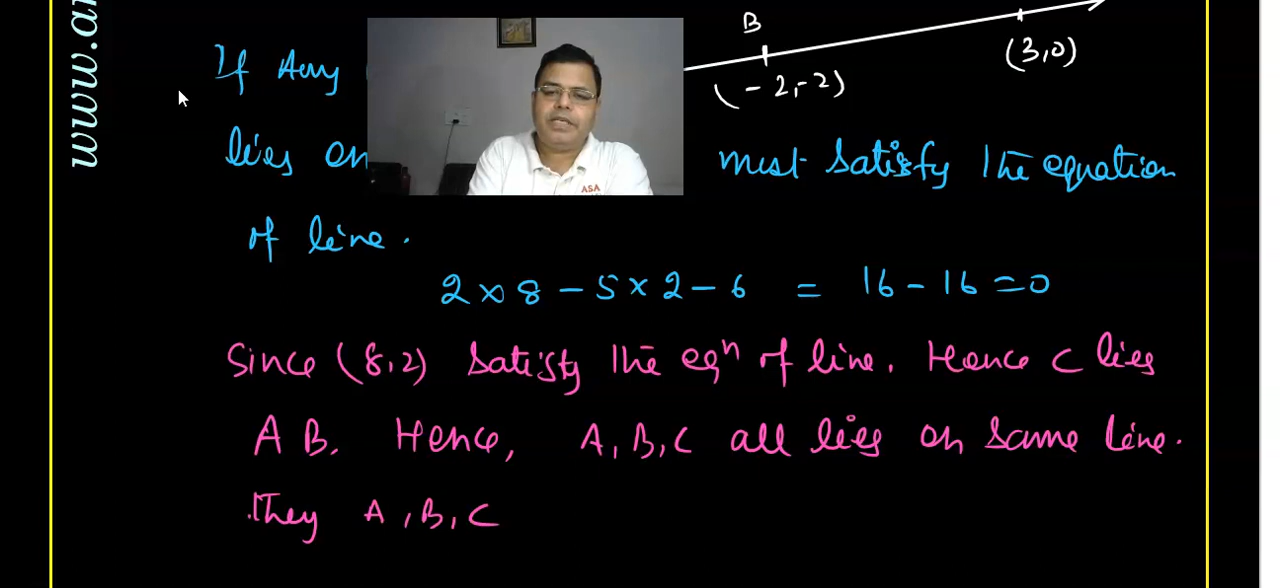 www.a
B
(3,0)
If Any
(-2,-2)
lies on must satisfy the equation
of line.
2 × 8 - 5 × 2 - 6 = 16 - 16 = 0
Since (8,2) satisfy the eqn of line. Hence C lies
AB. Hence, A, B, C all lies on same line.
They A, B, C
ASA